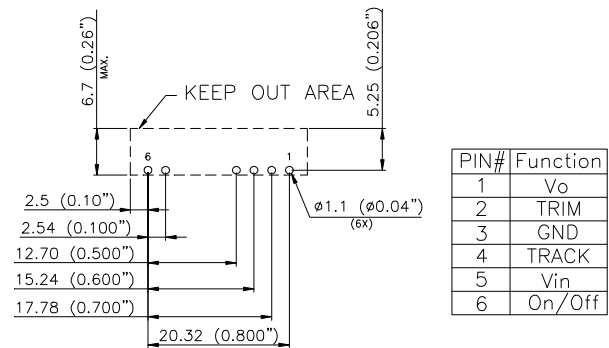 6.7 (0.26”)
MAX.
5.25 (0.206”)
KEEP OUT AREA
6
1
2.5 (0.10”)
2.54 (0.100”)
12.70 (0.500”)
15.24 (0.600”)
17.78 (0.700”)
20.32 (0.800”)
ø1.1 (ø0.04”)
(6X)
PIN# Function
1 Vo
2 TRIM
3 GND
4 TRACK
5 Vin
6 On/Off